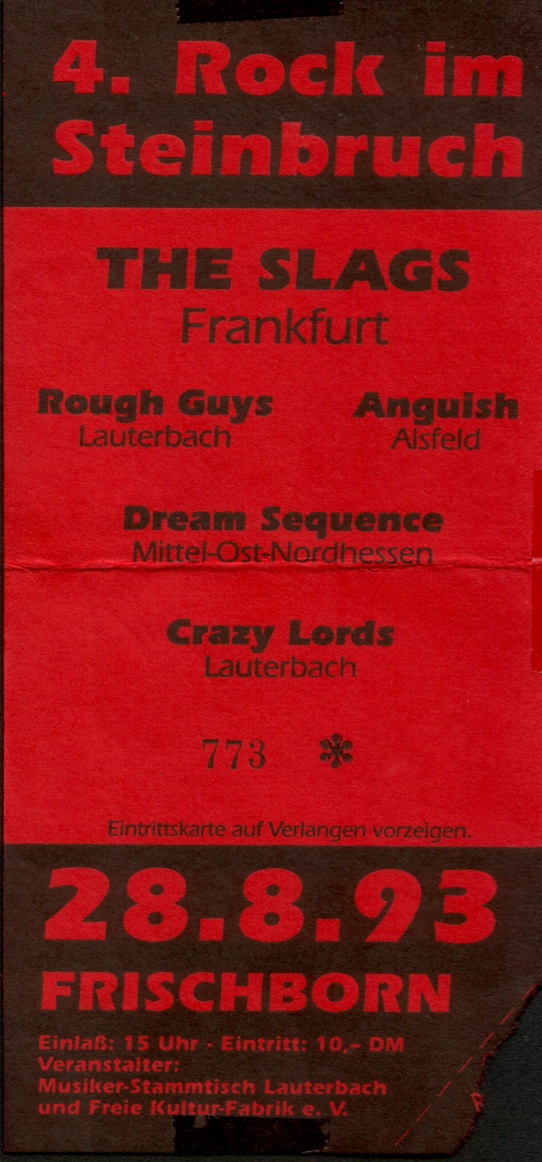 4. Rock im
Steinbruch
THE SLAGS
Frankfurt
Rough Guys
Lauterbach
Anguish
Alsfeld
Dream Sequence
Mittel-Ost-Nordhessen
Crazy Lords
Lauterbach
773 *
Eintrittskarte auf Verlangen vorzeigen.
28.8.93
FRISCHBORN
Einlaß: 15 Uhr · Eintritt: 10,– DM
Veranstalter:
Musiker-Stammtisch Lauterbach
und Freie Kultur-Fabrik e. V.